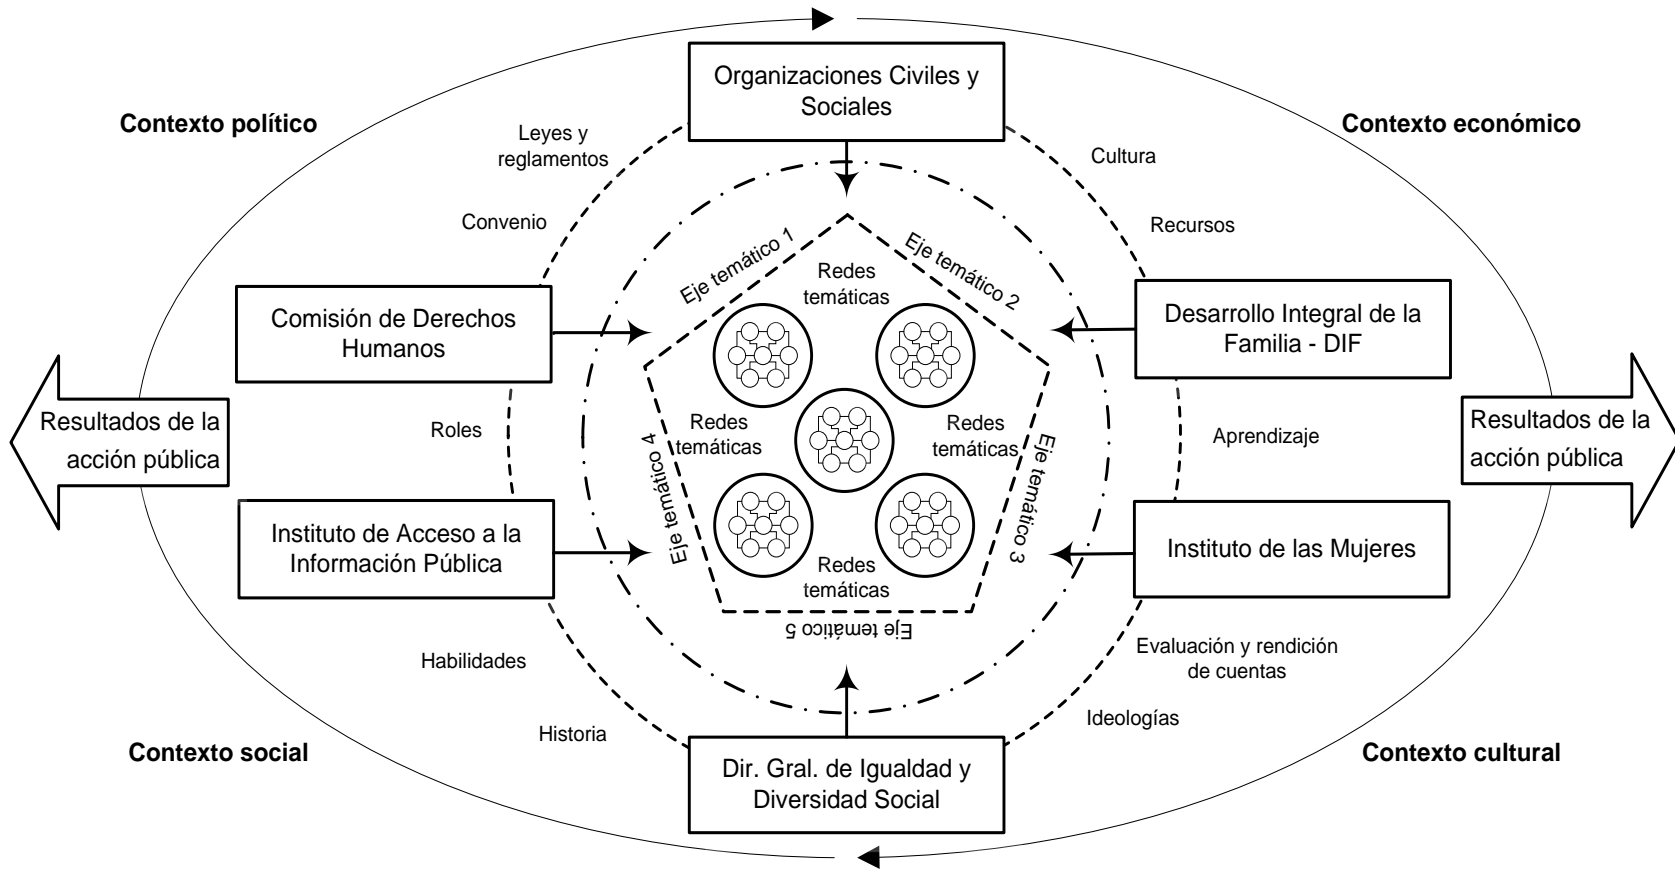 Organizaciones Civiles y
Sociales
Contexto político
Contexto económico
Leyes y
reglamentos
Cultura
Convenio
Recursos
Eje temático 1
Eje temático 2
Redes
temáticas
Comisión de Derechos
Humanos
Desarrollo Integral de la
Familia - DIF
Resultados de la
acción pública
Roles
Redes
temáticas
Redes
temáticas
Aprendizaje
Resultados de la
acción pública
Eje temático 4
Eje temático 3
Instituto de Acceso a la
Información Pública
Instituto de las Mujeres
Redes
temáticas
Eje temático 5
Habilidades
Evaluación y rendición
de cuentas
Historia
Ideologías
Contexto social
Contexto cultural
Dir. Gral. de Igualdad y
Diversidad Social